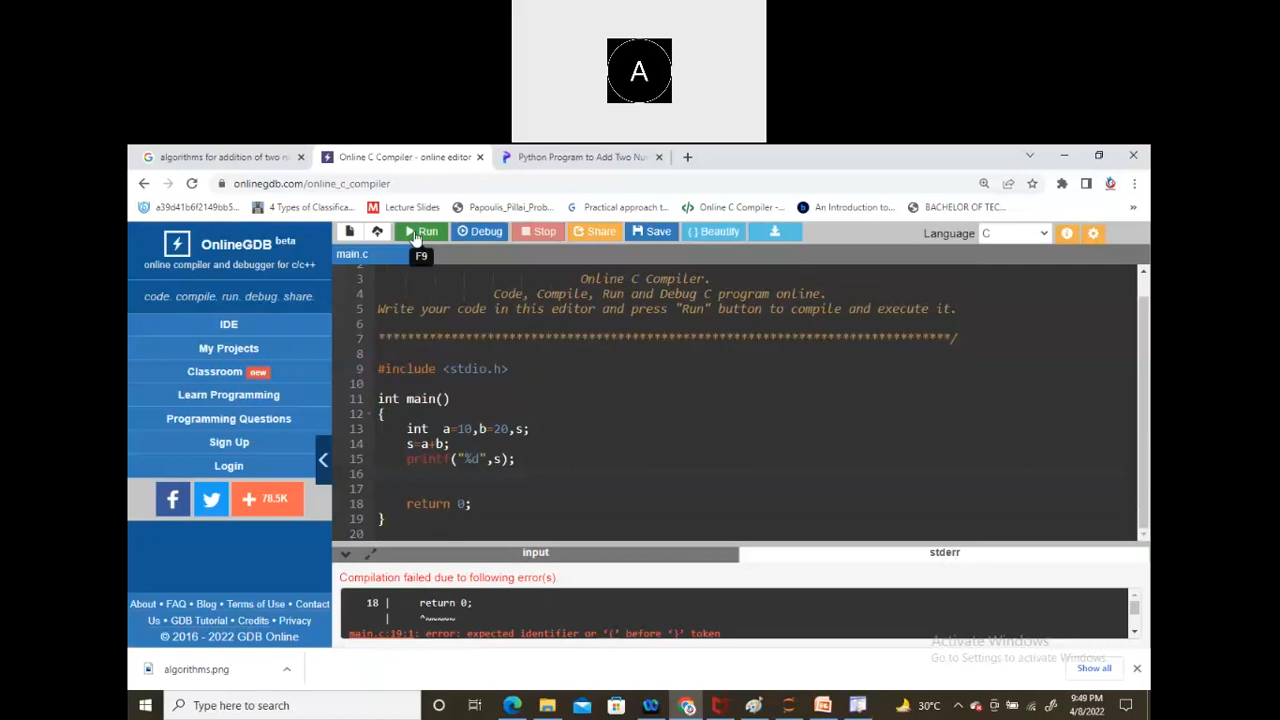 A
algorithms for addition of two n
Online C Compiler - online editor
Python Program to Add Two Nu
onlinegdb.com/online_c_compiler
a39d41b6f2149bb5...
4 Types of Classifica...
Lecture Slides
Papoulis_Pillai_Prob...
Practical approach t...
Online C Compiler -...
An Introduction to...
BACHELOR OF TEC...
»
OnlineGDB beta
online compiler and debugger for c/c++
code. compile. run. debug. share.
IDE
My Projects
Classroom new
Learn Programming
Programming Questions
Sign Up
Login
+ 78.5K
About • FAQ • Blog • Terms of Use • Contact
Us • GDB Tutorial • Credits • Privacy
© 2016 - 2022 GDB Online
Run
Debug
Stop
Share
Save
{ } Beautify
Language C
main.c
F9
2
3 Online C Compiler.
4 Code, Compile, Run and Debug C program online.
5 Write your code in this editor and press "Run" button to compile and execute it.
6
7 *******************************************************************************/
8
9 #include <stdio.h>
10
11 int main()
12 {
13 int a=10,b=20,s;
14 s=a+b;
15 printf("%d",s);
16
17
18 return 0;
19 }
20
input
stderr
Compilation failed due to following error(s).
18 | return 0;
| ^~~~~~
main.c:19:1: error: expected identifier or '(' before '}' token
Activate Windows
Go to Settings to activate Windows.
algorithms.png
Show all
Type here to search
30°C
9:49 PM
4/8/2022